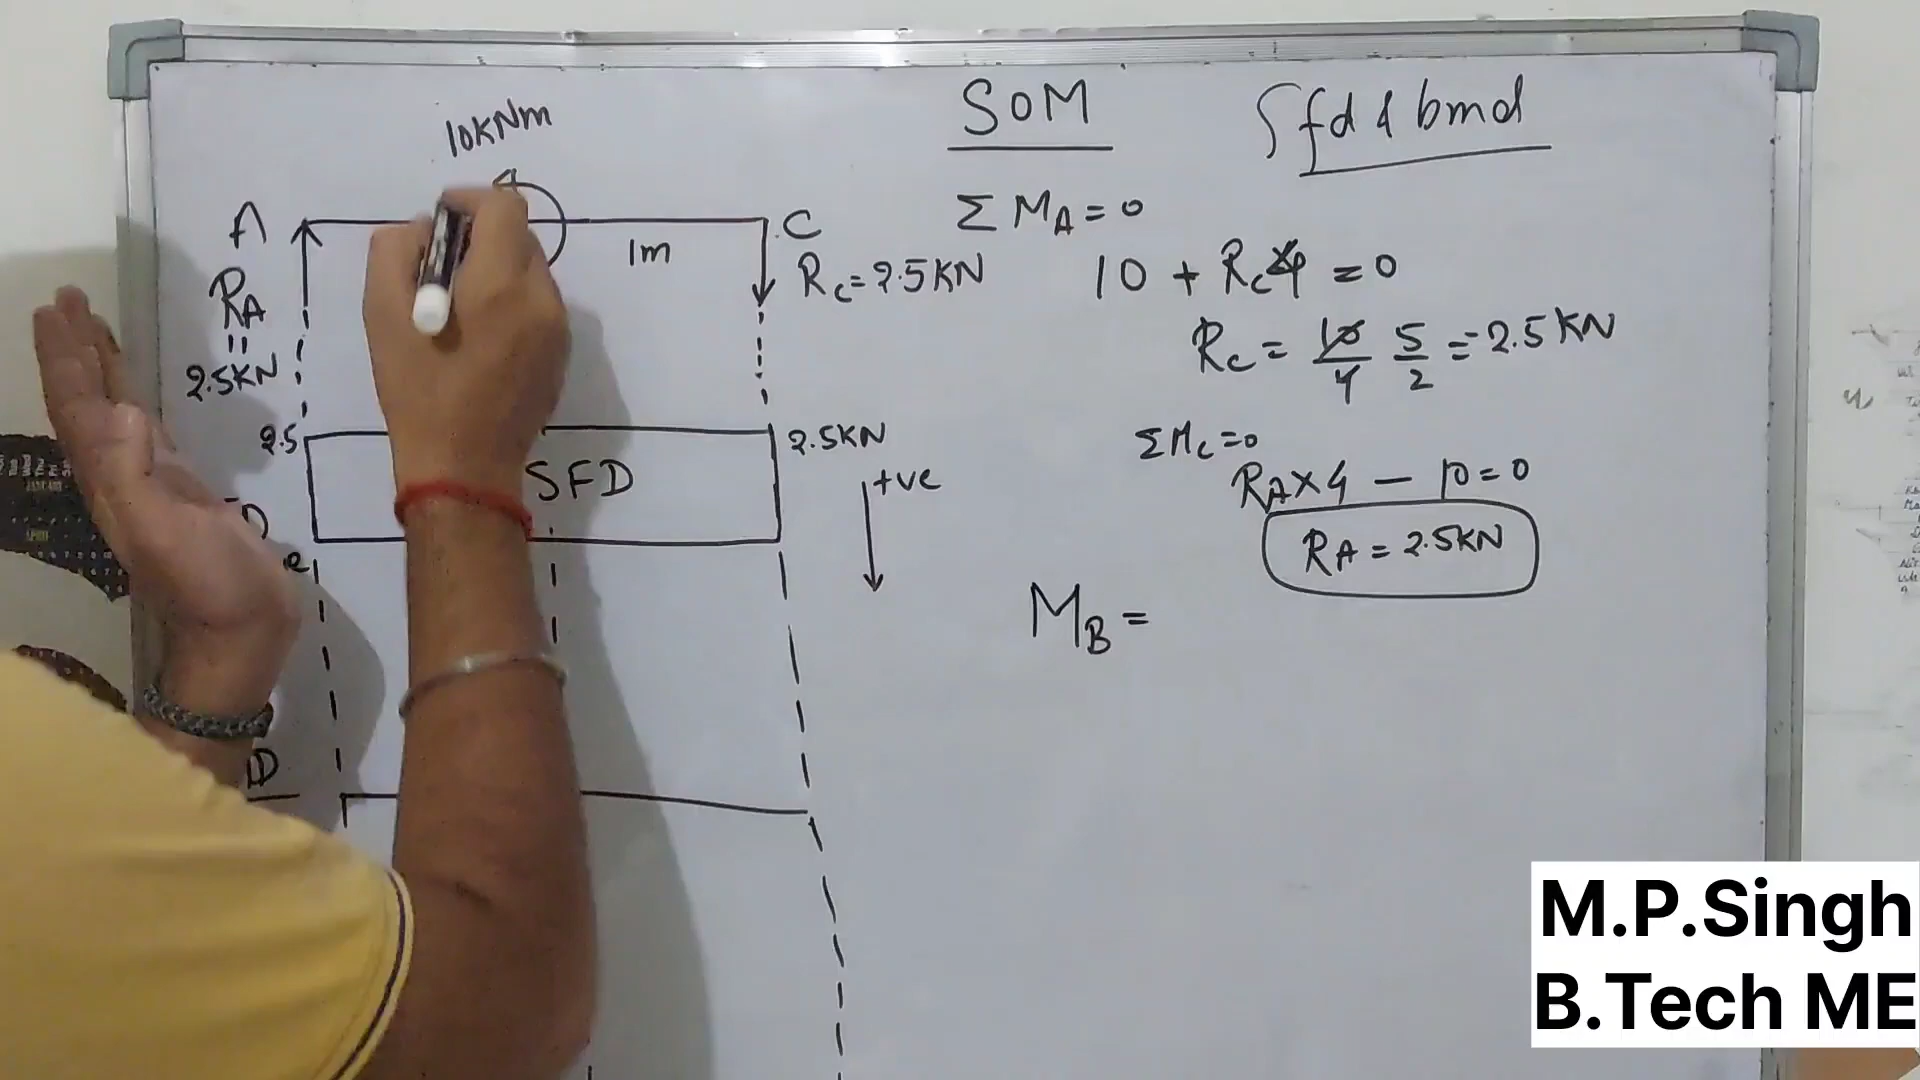 SOM
Sfd & bmd
10KNm
A
C
1m
RA
=
2.5KN
Rc=2.5KN
ΣMA=0
10 + Rc×4 = 0
Rc = 10/4 5/2 = -2.5KN
ΣMc=0
RA×4 - 10=0
RA = 2.5KN
2.5
2.5KN
SFD
+ve
MB =
M.P.Singh
B.Tech ME